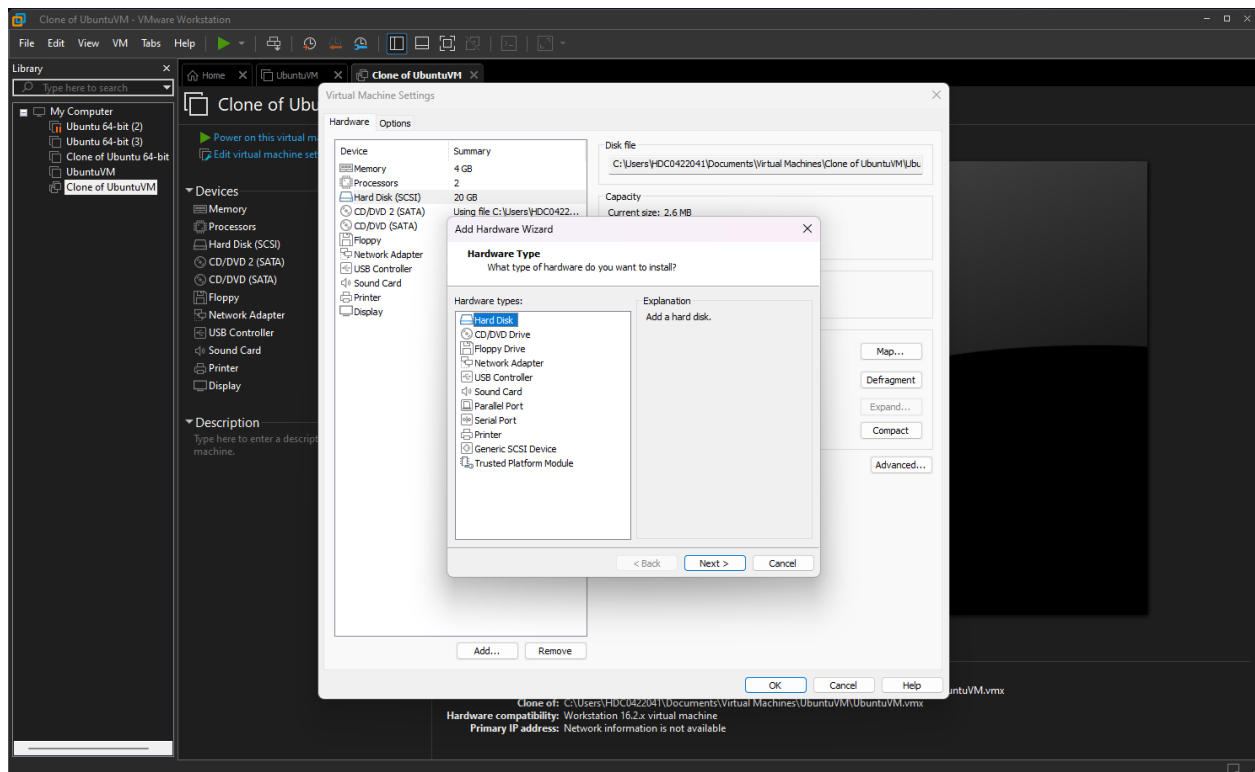 Clone of UbuntuVM - VMware Workstation
File Edit View VM Tabs Help
Library
Type here to search
My Computer
Ubuntu 64-bit (2)
Ubuntu 64-bit (3)
Clone of Ubuntu 64-bit
UbuntuVM
Clone of UbuntuVM
Home
UbuntuVM
Clone of UbuntuVM
Clone of Ubu
Power on this virtual m
Edit virtual machine set
Devices
Memory
Processors
Hard Disk (SCSI)
CD/DVD 2 (SATA)
CD/DVD (SATA)
Floppy
Network Adapter
USB Controller
Sound Card
Printer
Display
Description
Type here to enter a descript
machine.
Virtual Machine Settings
Hardware Options
Device Summary
Memory 4 GB
Processors 2
Hard Disk (SCSI) 20 GB
CD/DVD 2 (SATA) Using file C:\Users\HDC0422...
CD/DVD (SATA)
Floppy
Network Adapter
USB Controller
Sound Card
Printer
Display
Disk file
C:\Users\HDC0422041\Documents\Virtual Machines\Clone of UbuntuVM\Ubu
Capacity
Current size: 2.6 MB
Map...
Defragment
Expand...
Compact
Advanced...
Add Hardware Wizard
Hardware Type
What type of hardware do you want to install?
Hardware types:
Hard Disk
CD/DVD Drive
Floppy Drive
Network Adapter
USB Controller
Sound Card
Parallel Port
Serial Port
Printer
Generic SCSI Device
Trusted Platform Module
Explanation
Add a hard disk.
< Back Next > Cancel
Add... Remove
OK Cancel Help
untuVM.vmx
Clone of: C:\Users\HDC0422041\Documents\Virtual Machines\UbuntuVM\UbuntuVM.vmx
Hardware compatibility: Workstation 16.2.x virtual machine
Primary IP address: Network information is not available